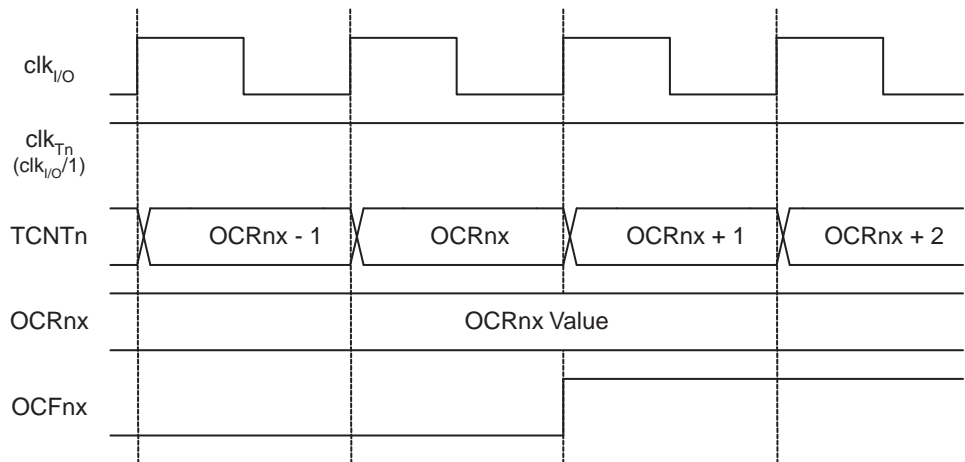 clkI/O
clkTn
(clkI/O/1)
TCNTn
OCRnx - 1
OCRnx
OCRnx + 1
OCRnx + 2
OCRnx
OCRnx Value
OCFnx